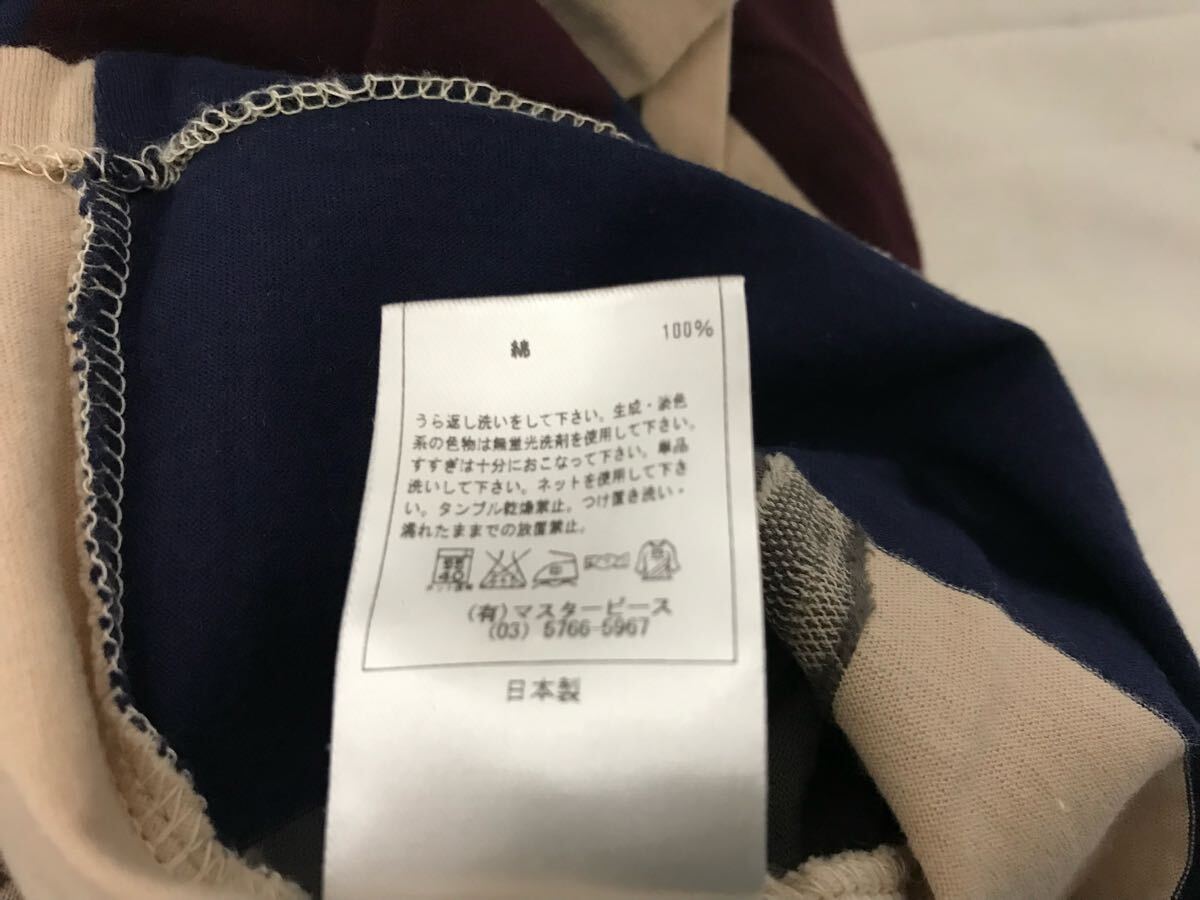 綿 100%
うら返し洗いをして下さい。生成・淡色
系の色物は無蛍光洗剤を使用して下さい。
すすぎは十分におこなって下さい。単品
洗いして下さい。ネットを使用して下さ
い。タンブル乾燥禁止。つけ置き洗い・
濡れたままでの放置禁止。
40
(有)マスターピース
(03) 5766-5967
日本製